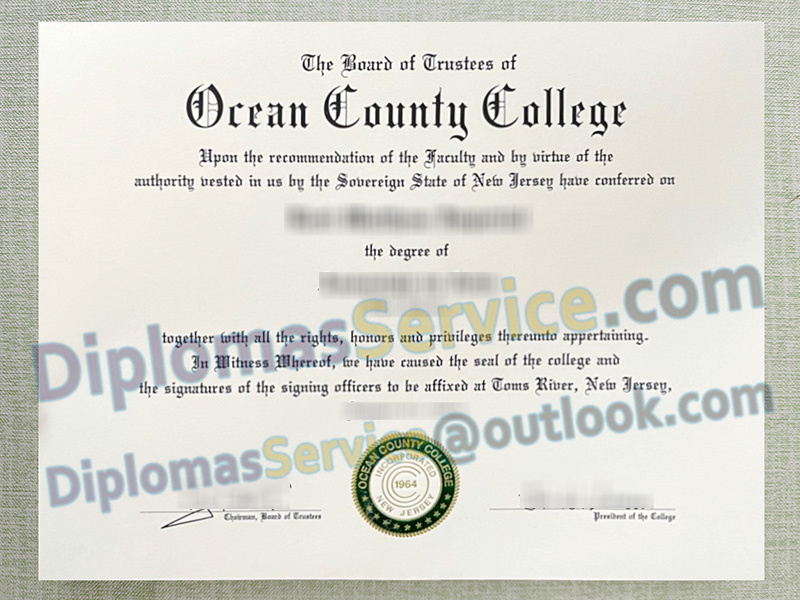 The Board of Trustees of
Ocean County College
Upon the recommendation of the Faculty and by virtue of the
authority vested in us by the Sovereign State of New Jersey have conferred on
the degree of
DiplomasService.com
together with all the rights, honors and privileges thereunto appertaining.
In Witness Whereof, we have caused the seal of the college and
the signatures of the signing officers to be affixed at Toms River, New Jersey,
DiplomasService@outlook.com
OCEAN COUNTY COLLEGE
INCORPORATED
1964
NEW JERSEY
Chairman, Board of Trustees
President of the College